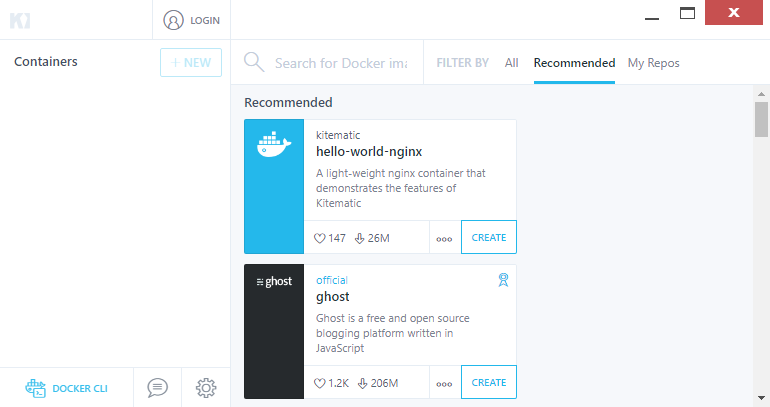 K
LOGIN
Containers
+ NEW
Search for Docker ima
FILTER BY All Recommended My Repos
Recommended
kitematic
hello-world-nginx
A light-weight nginx container that
demonstrates the features of
Kitematic
147 26M
CREATE
ghost
official
ghost
Ghost is a free and open source
blogging platform written in
JavaScript
1.2K 206M
CREATE
DOCKER CLI